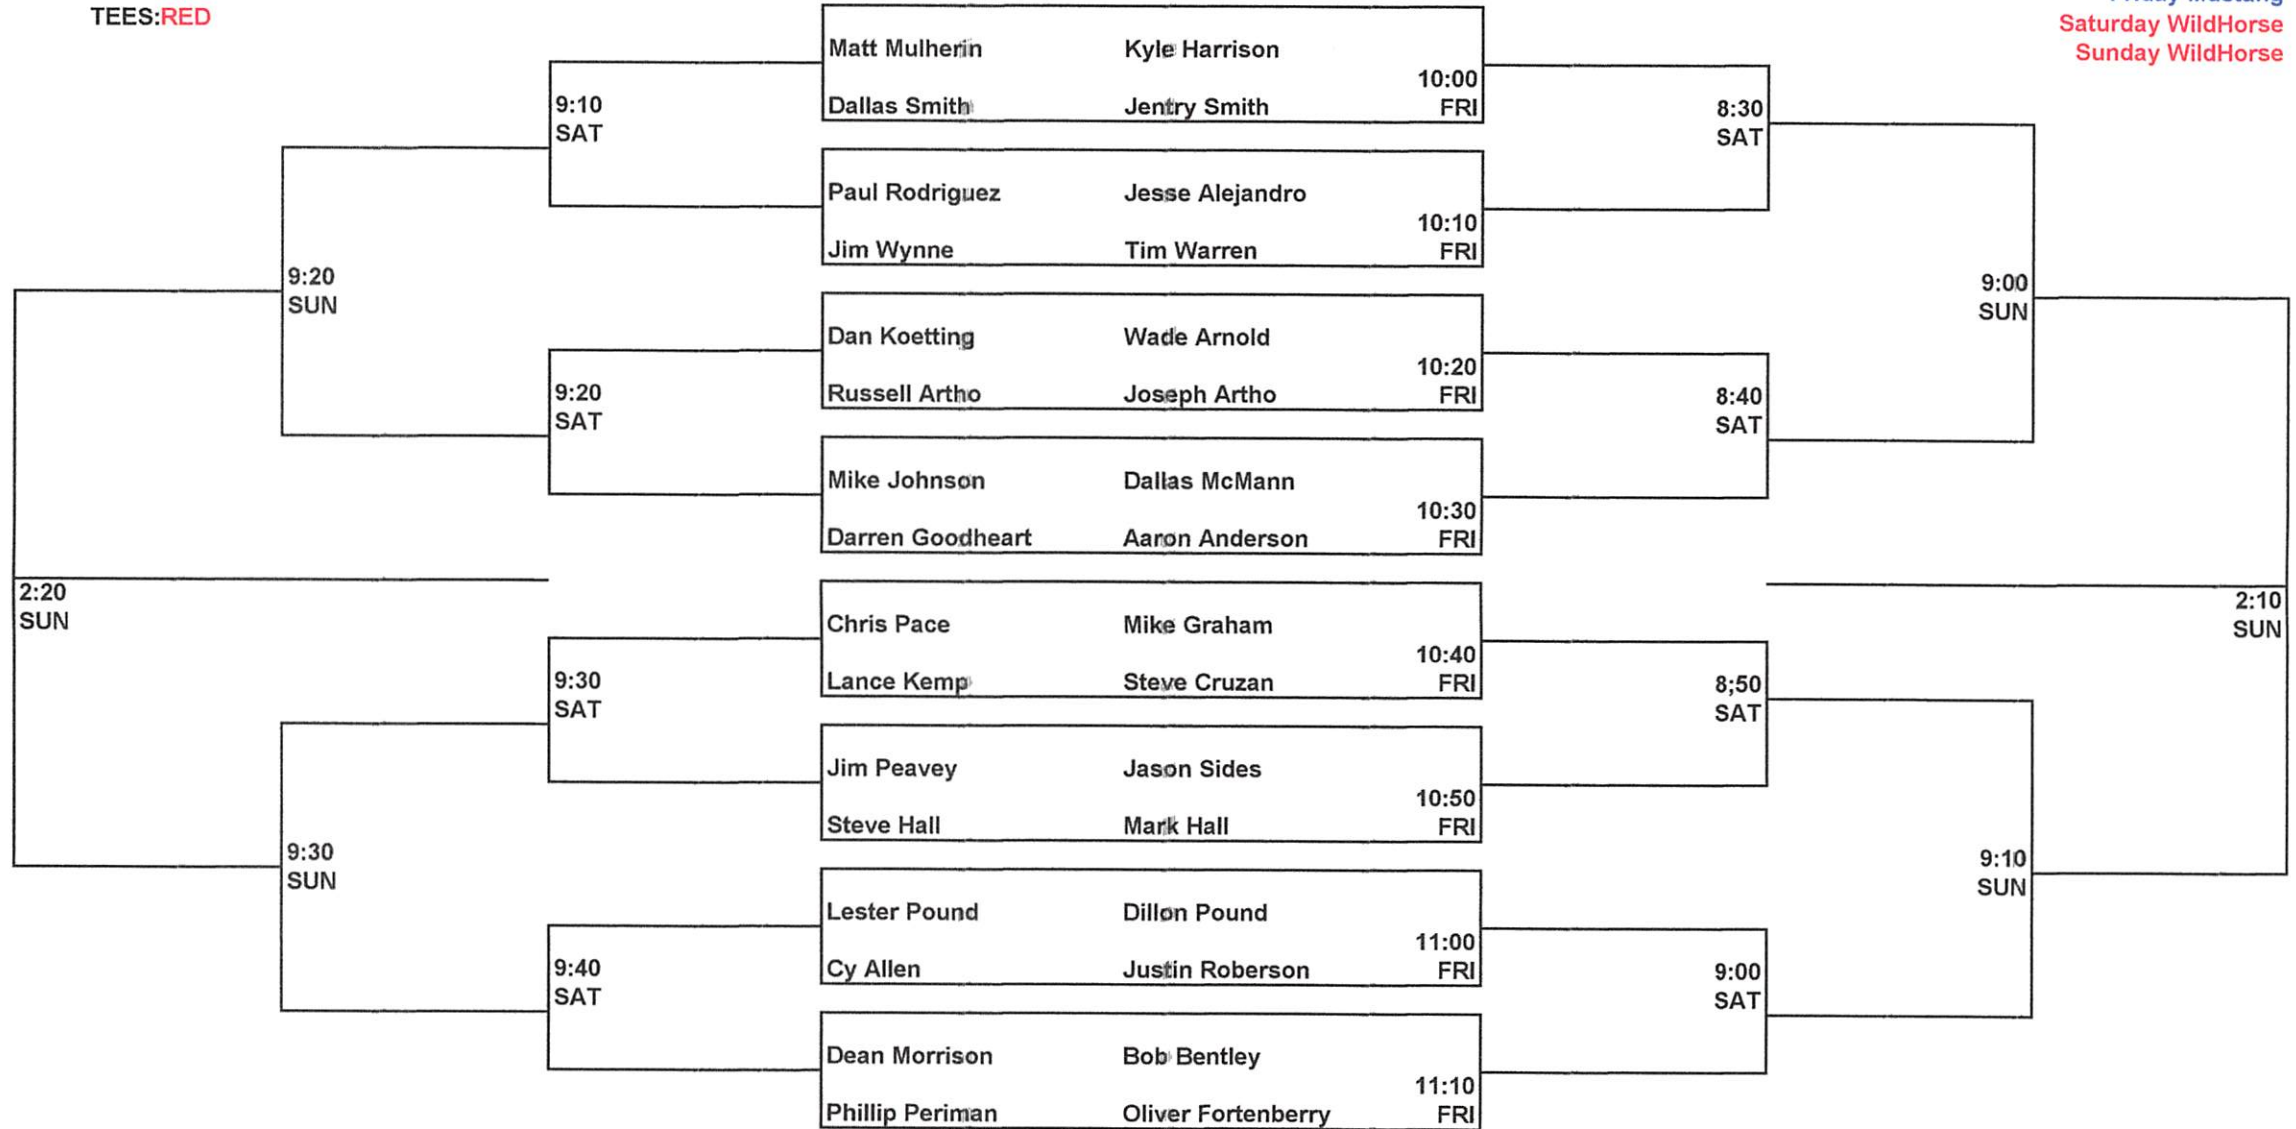 TEES:RED
Saturday WildHorse
Sunday WildHorse
Matt Mulherin Kyle Harrison
10:00
Dallas Smith Jentry Smith FRI
9:10
SAT
8:30
SAT
Paul Rodriguez Jesse Alejandro
10:10
Jim Wynne Tim Warren FRI
9:20
SUN
9:00
SUN
Dan Koetting Wade Arnold
10:20
Russell Artho Joseph Artho FRI
9:20
SAT
8:40
SAT
Mike Johnson Dallas McMann
10:30
Darren Goodheart Aaron Anderson FRI
2:20
SUN
2:10
SUN
Chris Pace Mike Graham
10:40
Lance Kemp Steve Cruzan FRI
9:30
SAT
8;50
SAT
Jim Peavey Jason Sides
10:50
Steve Hall Mark Hall FRI
9:30
SUN
9:10
SUN
Lester Pound Dillon Pound
11:00
Cy Allen Justin Roberson FRI
9:40
SAT
9:00
SAT
Dean Morrison Bob Bentley
11:10
Phillip Periman Oliver Fortenberry FRI